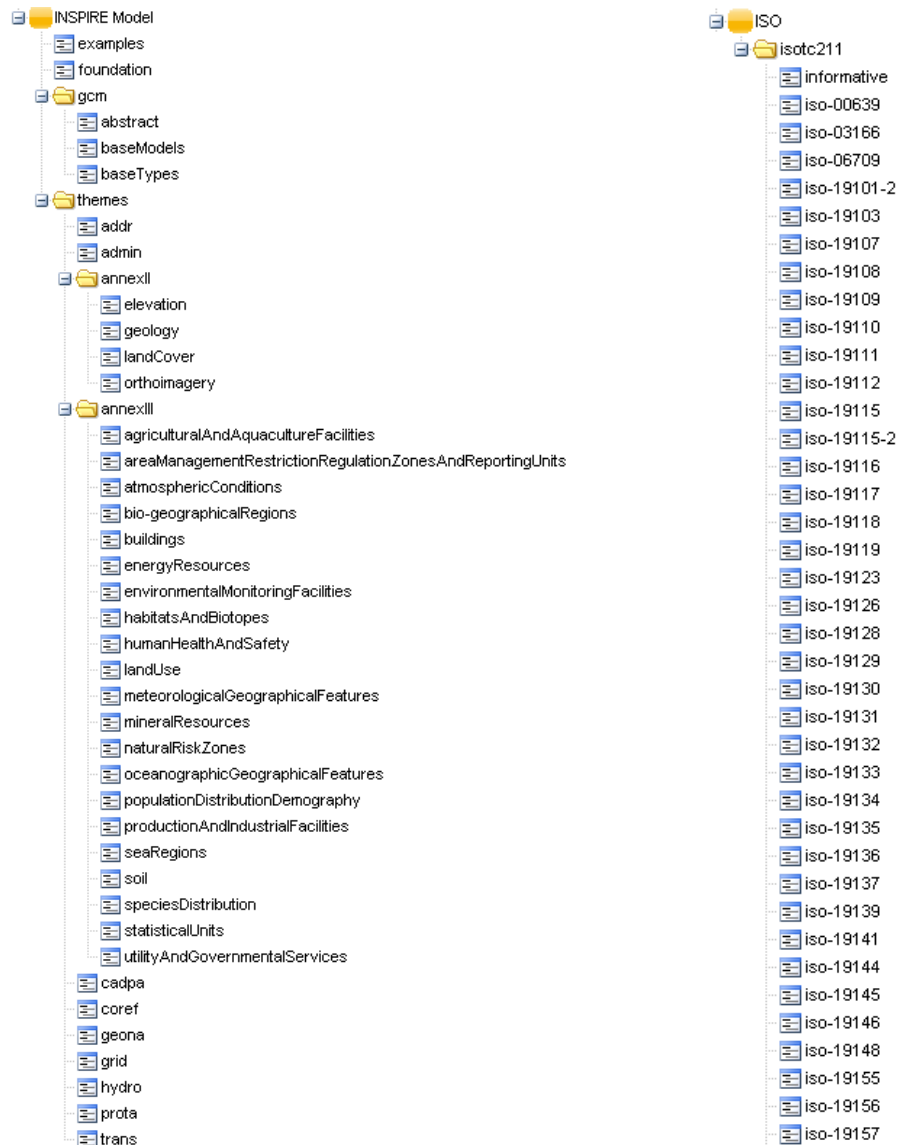 INSPIRE Model
examples
foundation
gcm
abstract
baseModels
baseTypes
themes
addr
admin
annexII
elevation
geology
landCover
orthoimagery
annexIII
agriculturalAndAquacultureFacilities
areaManagementRestrictionRegulationZonesAndReportingUnits
atmosphericConditions
bio-geographicalRegions
buildings
energyResources
environmentalMonitoringFacilities
habitatsAndBiotopes
humanHealthAndSafety
landUse
meteorologicalGeographicalFeatures
mineralResources
naturalRiskZones
oceanographicGeographicalFeatures
populationDistributionDemography
productionAndIndustrialFacilities
seaRegions
soil
speciesDistribution
statisticalUnits
utilityAndGovernmentalServices
cadpa
coref
geona
grid
hydro
prota
trans
ISO
isotc211
informative
iso-00639
iso-03166
iso-06709
iso-19101-2
iso-19103
iso-19107
iso-19108
iso-19109
iso-19110
iso-19111
iso-19112
iso-19115
iso-19115-2
iso-19116
iso-19117
iso-19118
iso-19119
iso-19123
iso-19126
iso-19128
iso-19129
iso-19130
iso-19131
iso-19132
iso-19133
iso-19134
iso-19135
iso-19136
iso-19137
iso-19139
iso-19141
iso-19144
iso-19145
iso-19146
iso-19148
iso-19155
iso-19156
iso-19157